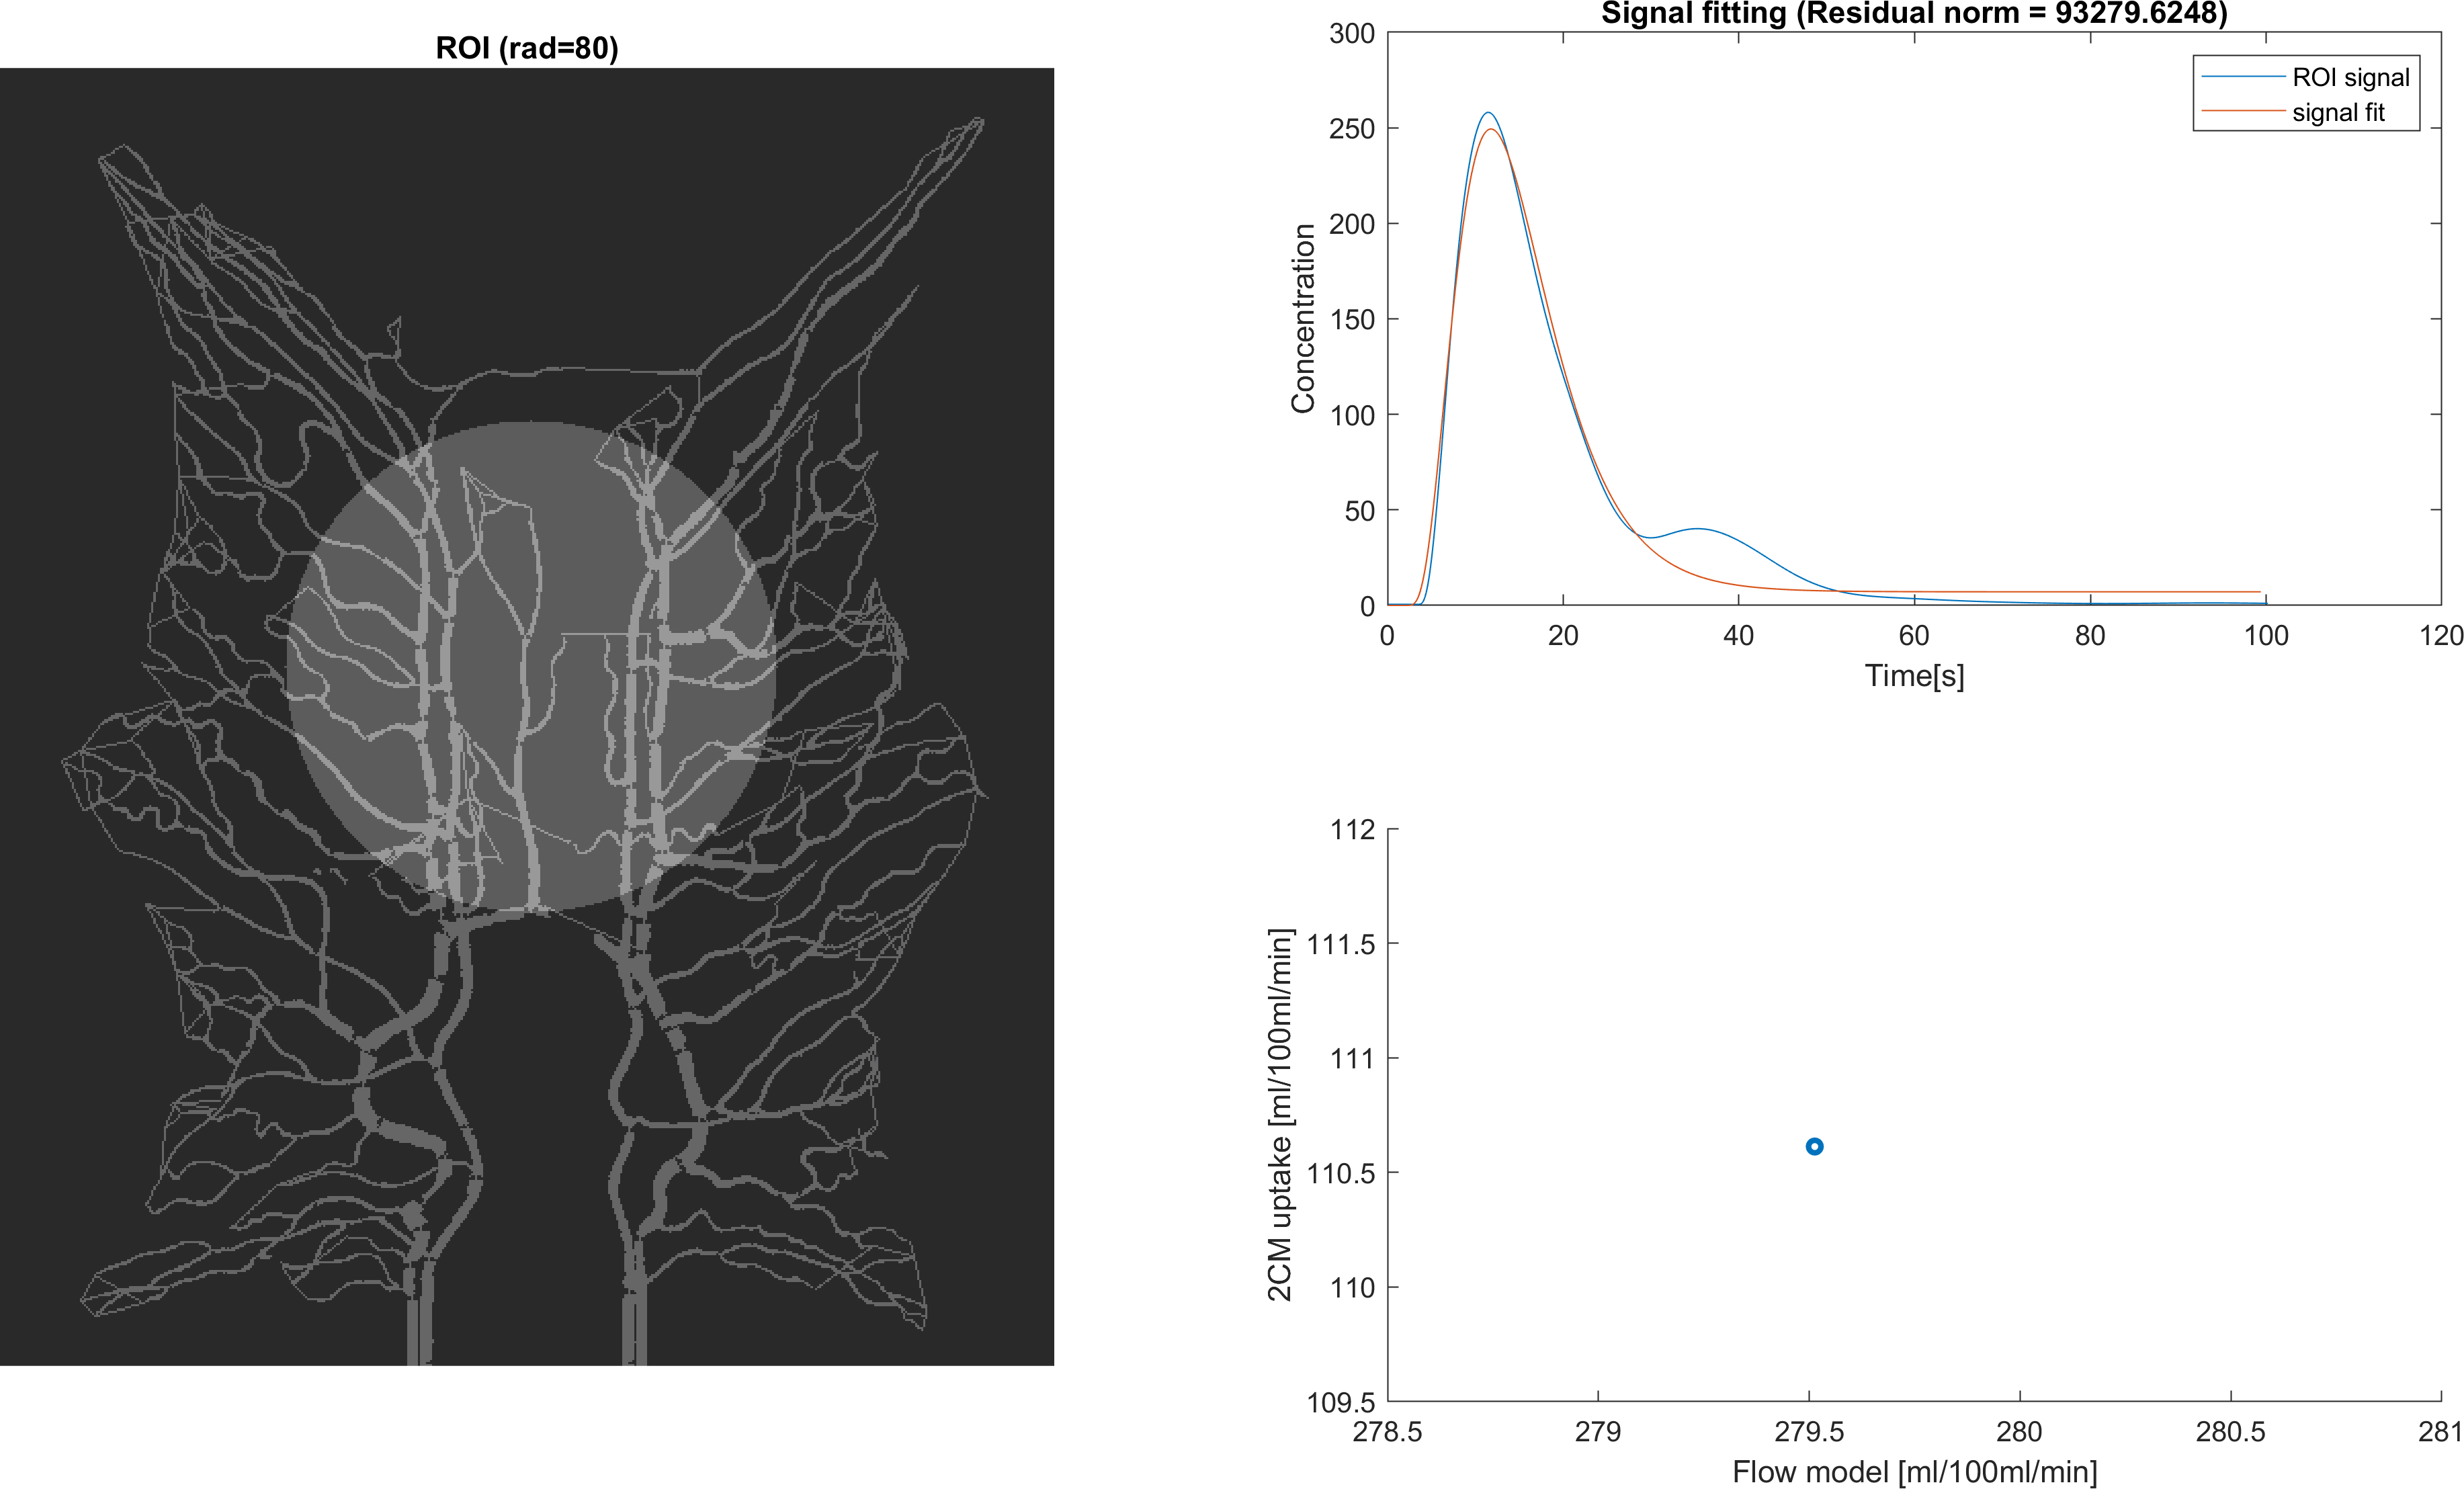 ROI (rad=80)
Signal fitting (Residual norm = 93279.6248)
300
250
200
150
100
50
0
Concentration
ROI signal
signal fit
0 20 40 60 80 100 120
Time[s]
112
111.5
111
110.5
110
109.5
2CM uptake [ml/100ml/min]
278.5 279 279.5 280 280.5 281
Flow model [ml/100ml/min]